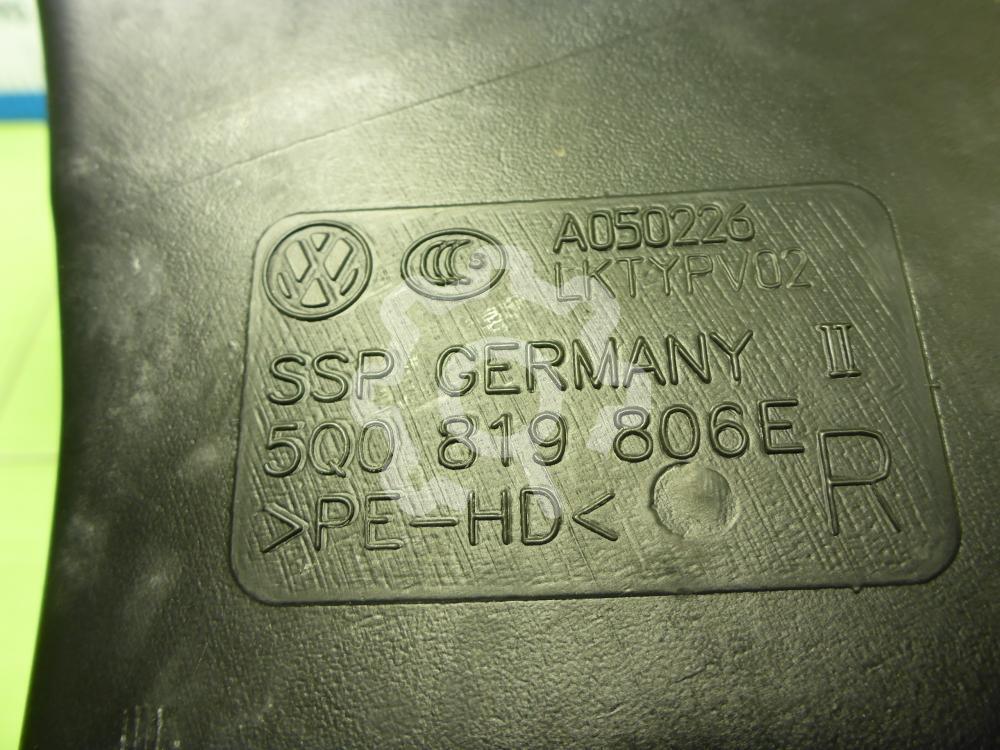 A050226
LKTYPV02
SSP GERMANY II
5Q0 819 806E
R
>PE-HD<